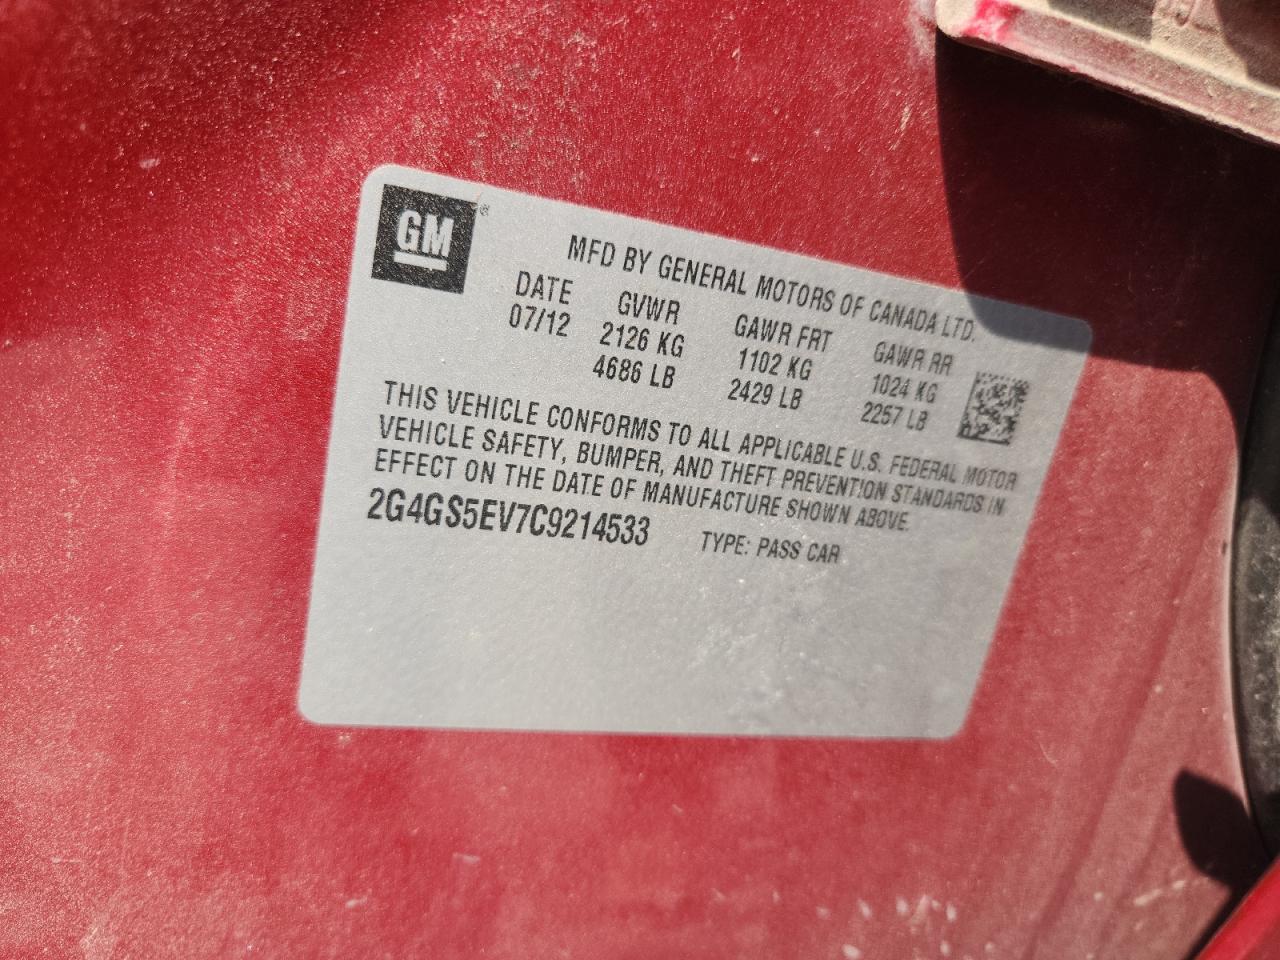 GM ®
MFD BY GENERAL MOTORS OF CANADA LTD.
DATE GVWR GAWR FRT GAWR RR
07/12 2126 KG 1102 KG 1024 KG
4686 LB 2429 LB 2257 LB
THIS VEHICLE CONFORMS TO ALL APPLICABLE U.S. FEDERAL MOTOR
VEHICLE SAFETY, BUMPER, AND THEFT PREVENTION STANDARDS IN
EFFECT ON THE DATE OF MANUFACTURE SHOWN ABOVE.
2G4GS5EV7C9214533 TYPE: PASS CAR